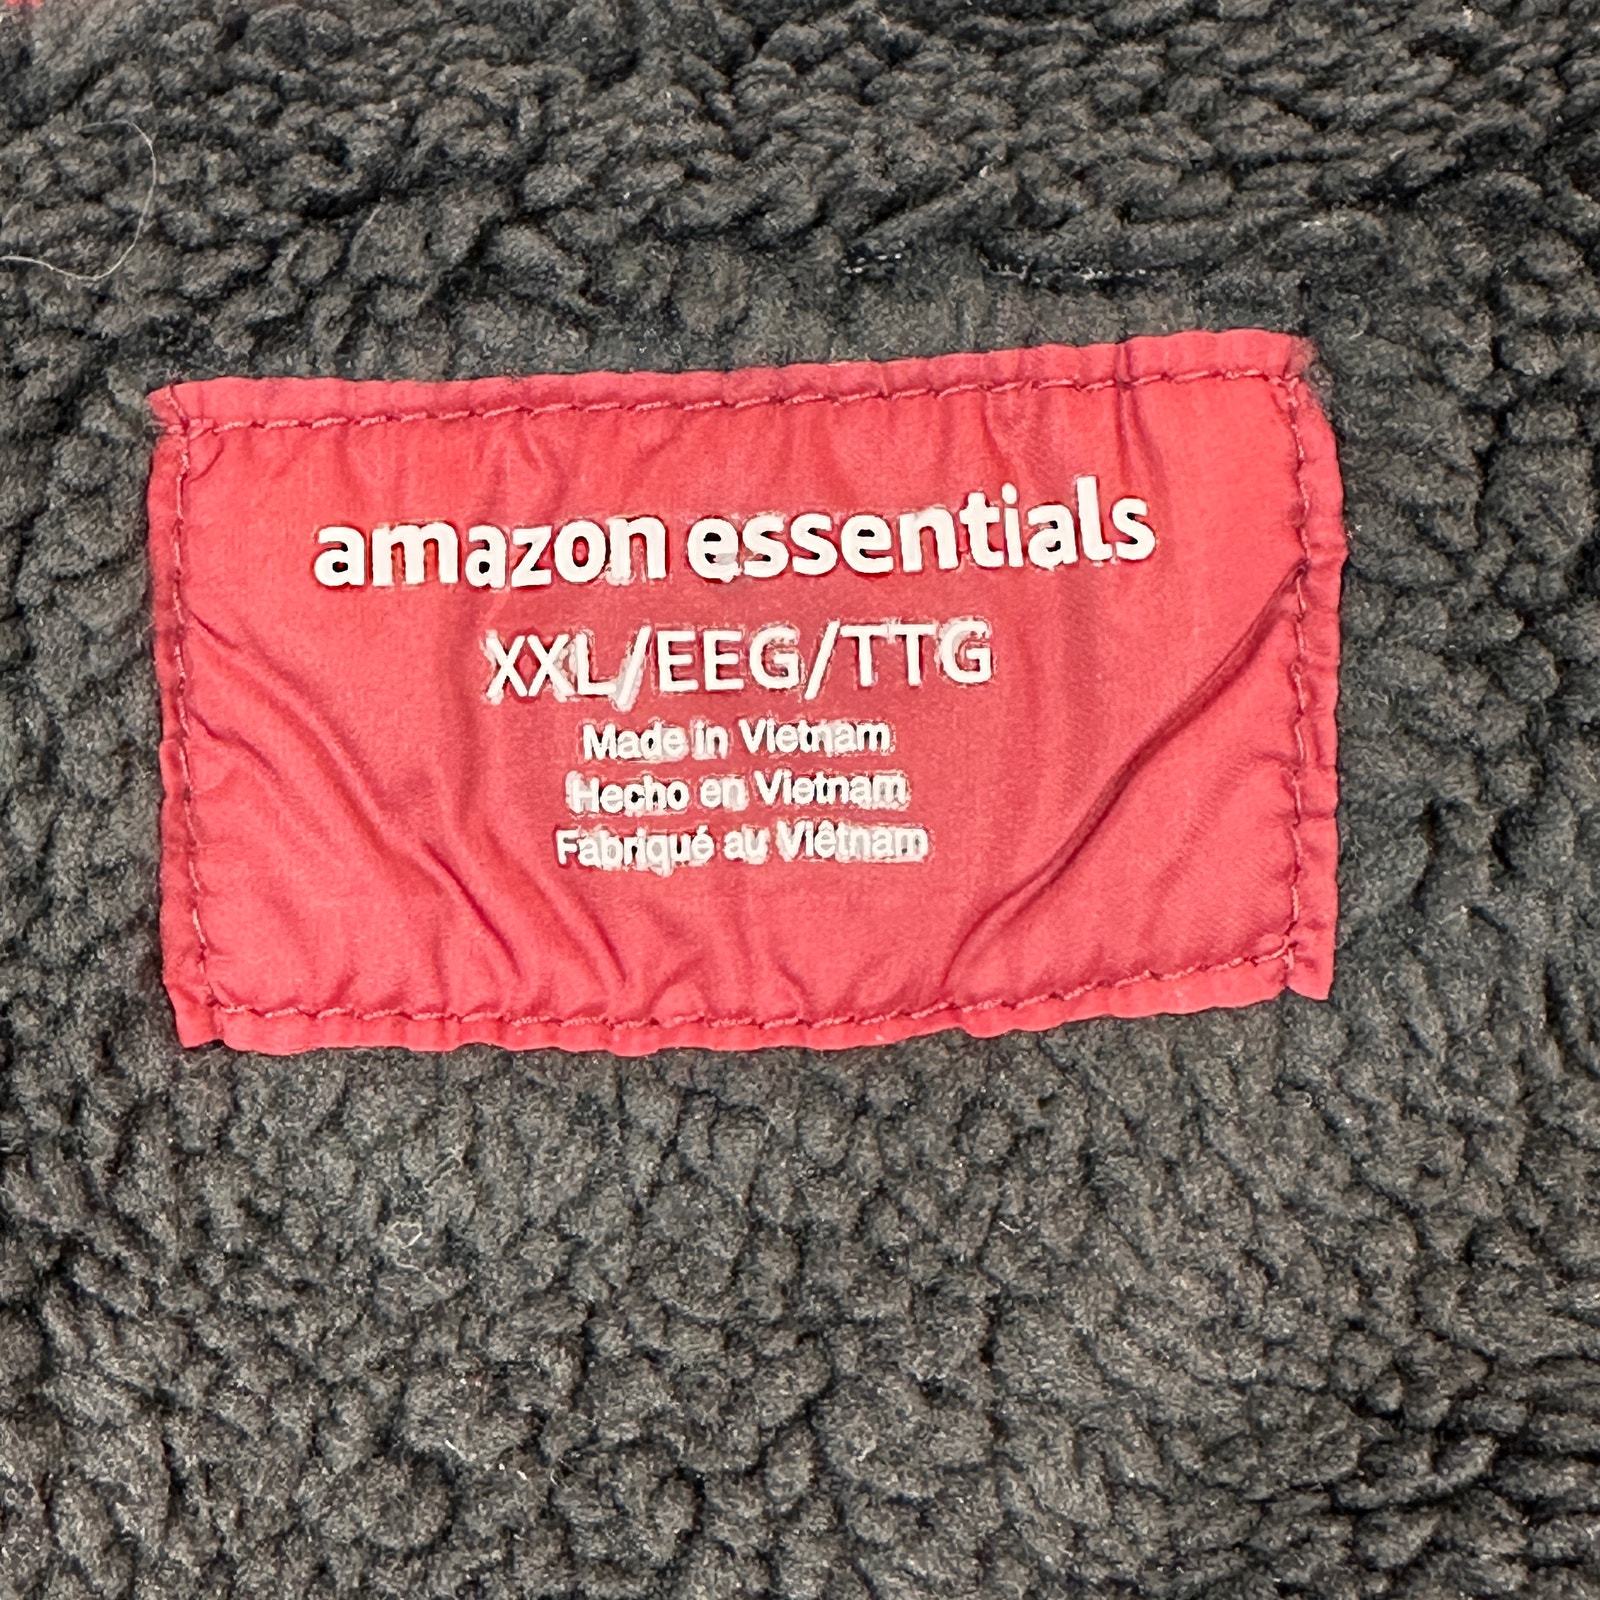 amazon essentials
XXL/EEG/TTG
Made in Vietnam
Hecho en Vietnam
Fabriqué au Viêtnam